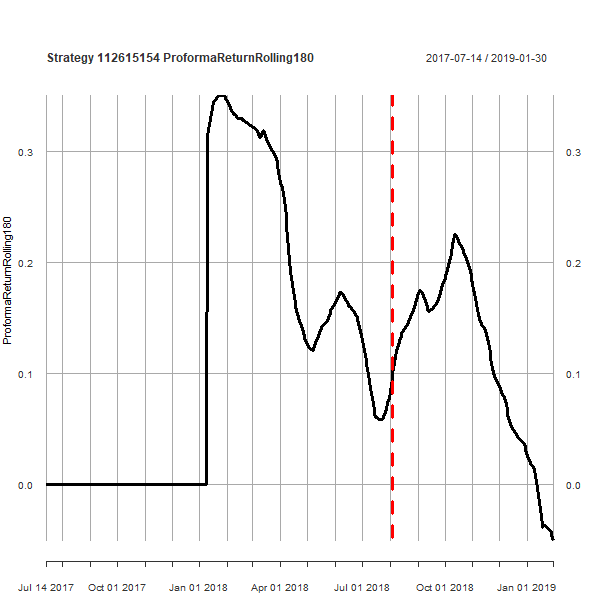 Strategy 112615154 ProformaReturnRolling180
2017-07-14 / 2019-01-30
0.3 0.3
0.2 0.2
0.1 0.1
0.0 0.0
ProformaReturnRolling180
Jul 14 2017 Oct 01 2017 Jan 01 2018 Apr 01 2018 Jul 01 2018 Oct 01 2018 Jan 01 2019